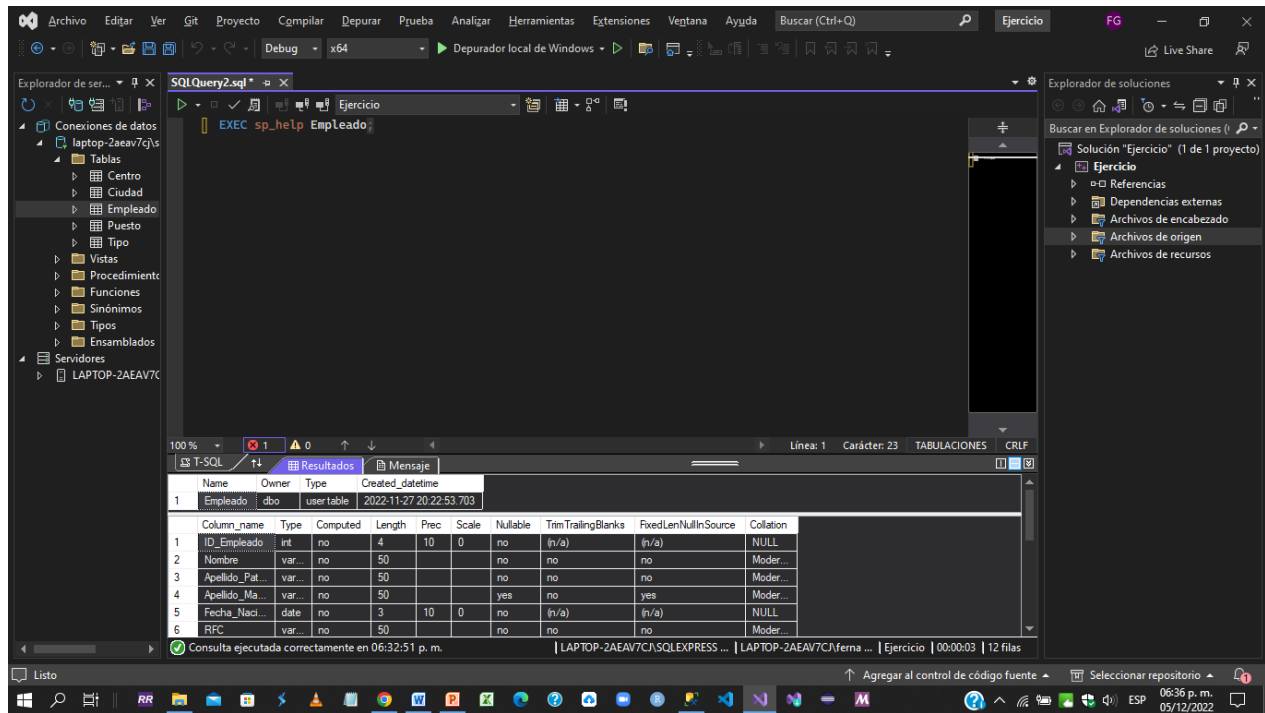 Archivo Editar Ver Git Proyecto Compilar Depurar Prueba Analizar Herramientas Extensiones Ventana Ayuda Buscar (Ctrl+Q) Ejercicio FG
Debug x64 Depurador local de Windows Live Share
Explorador de ser... SQLQuery2.sql* Explorador de soluciones
Ejercicio
Conexiones de datos EXEC sp_help Empleado; Buscar en Explorador de soluciones (
laptop-2aeav7cj\s Solución "Ejercicio" (1 de 1 proyecto)
Tablas Ejercicio
Centro Referencias
Ciudad Dependencias externas
Empleado Archivos de encabezado
Puesto Archivos de origen
Tipo Archivos de recursos
Vistas
Procedimiento
Funciones
Sinónimos
Tipos
Ensamblados
Servidores
LAPTOP-2AEAV7C
100 % 1 0 Línea: 1 Carácter: 23 TABULACIONES CRLF
T-SQL Resultados Mensaje
Name Owner Type Created_datetime
1 Empleado dbo user table 2022-11-27 20:22:53.703
Column_name Type Computed Length Prec Scale Nullable TrimTrailingBlanks FixedLenNullInSource Collation
1 ID_Empleado int no 4 10 0 no (n/a) (n/a) NULL
2 Nombre var... no 50 no no no Moder...
3 Apellido_Pat... var... no 50 no no no Moder...
4 Apellido_Ma... var... no 50 yes no yes Moder...
5 Fecha_Naci... date no 3 10 0 no (n/a) (n/a) NULL
6 RFC var... no 50 no no no Moder...
Consulta ejecutada correctamente en 06:32:51 p. m. LAPTOP-2AEAV7CJ\SQLEXPRESS ... LAPTOP-2AEAV7CJ\ferna ... Ejercicio 00:00:03 12 filas
Listo Agregar al control de código fuente Seleccionar repositorio 1
RR ESP 06:36 p. m.
05/12/2022